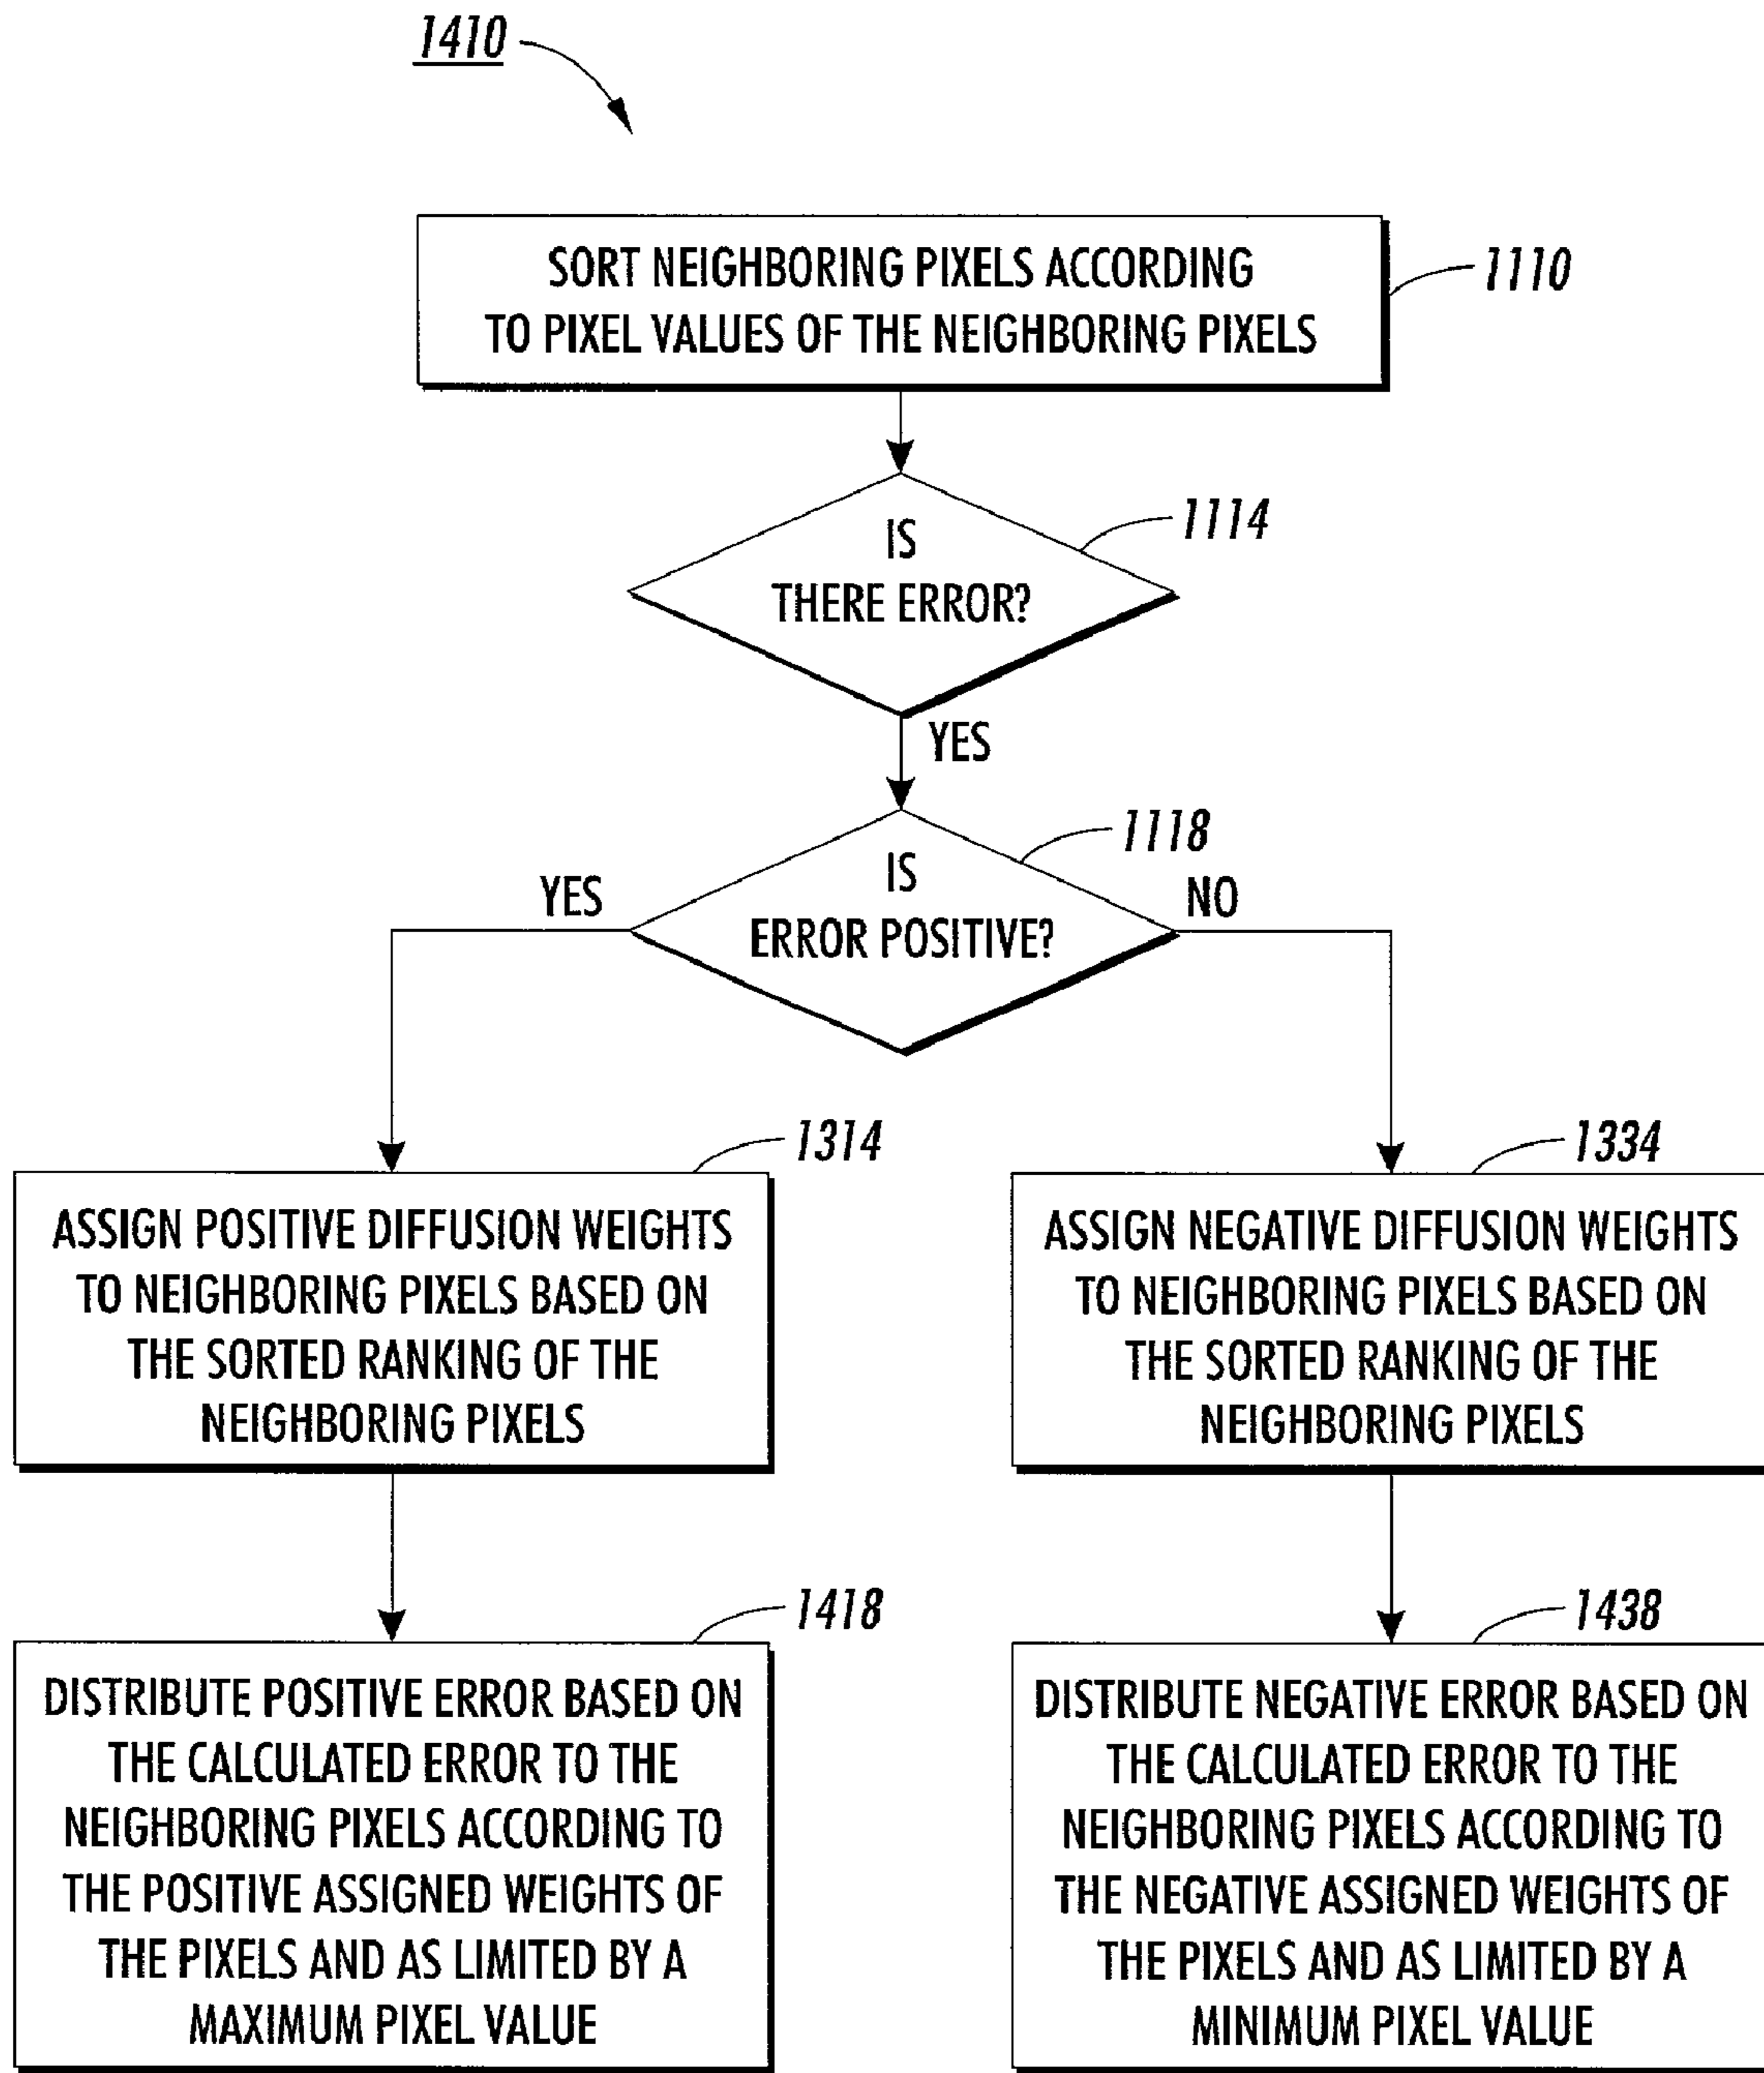 1410
SORT NEIGHBORING PIXELS ACCORDING
TO PIXEL VALUES OF THE NEIGHBORING PIXELS
1110
IS
THERE ERROR?
1114
YES
IS
ERROR POSITIVE?
1118
YES
NO
1314
ASSIGN POSITIVE DIFFUSION WEIGHTS
TO NEIGHBORING PIXELS BASED ON
THE SORTED RANKING OF THE
NEIGHBORING PIXELS
1334
ASSIGN NEGATIVE DIFFUSION WEIGHTS
TO NEIGHBORING PIXELS BASED ON
THE SORTED RANKING OF THE
NEIGHBORING PIXELS
1418
DISTRIBUTE POSITIVE ERROR BASED ON
THE CALCULATED ERROR TO THE
NEIGHBORING PIXELS ACCORDING TO
THE POSITIVE ASSIGNED WEIGHTS OF
THE PIXELS AND AS LIMITED BY A
MAXIMUM PIXEL VALUE
1438
DISTRIBUTE NEGATIVE ERROR BASED ON
THE CALCULATED ERROR TO THE
NEIGHBORING PIXELS ACCORDING TO
THE NEGATIVE ASSIGNED WEIGHTS OF
THE PIXELS AND AS LIMITED BY A
MINIMUM PIXEL VALUE